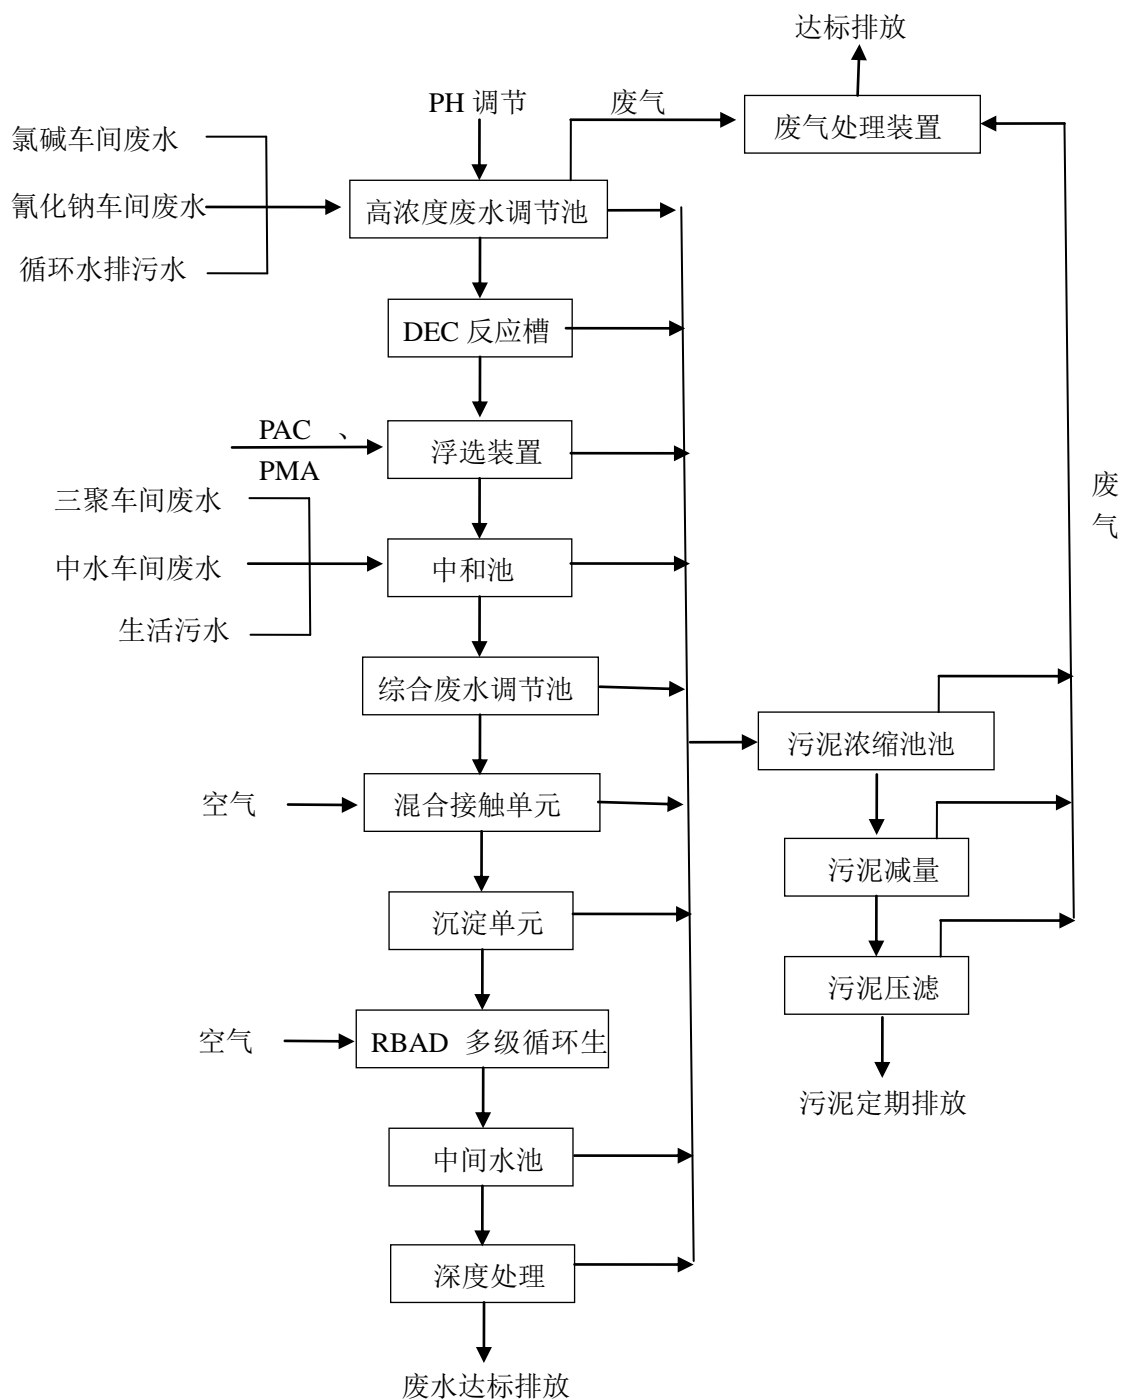 达标排放
PH 调节
废气
废气处理装置
氯碱车间废水
氰化钠车间废水
高浓度废水调节池
循环水排污水
DEC 反应槽
PAC 、
PMA
浮选装置
三聚车间废水
中水车间废水
中和池
生活污水
废
气
综合废水调节池
污泥浓缩池池
空气
混合接触单元
污泥减量
沉淀单元
污泥压滤
空气
RBAD 多级循环生
污泥定期排放
中间水池
深度处理
废水达标排放